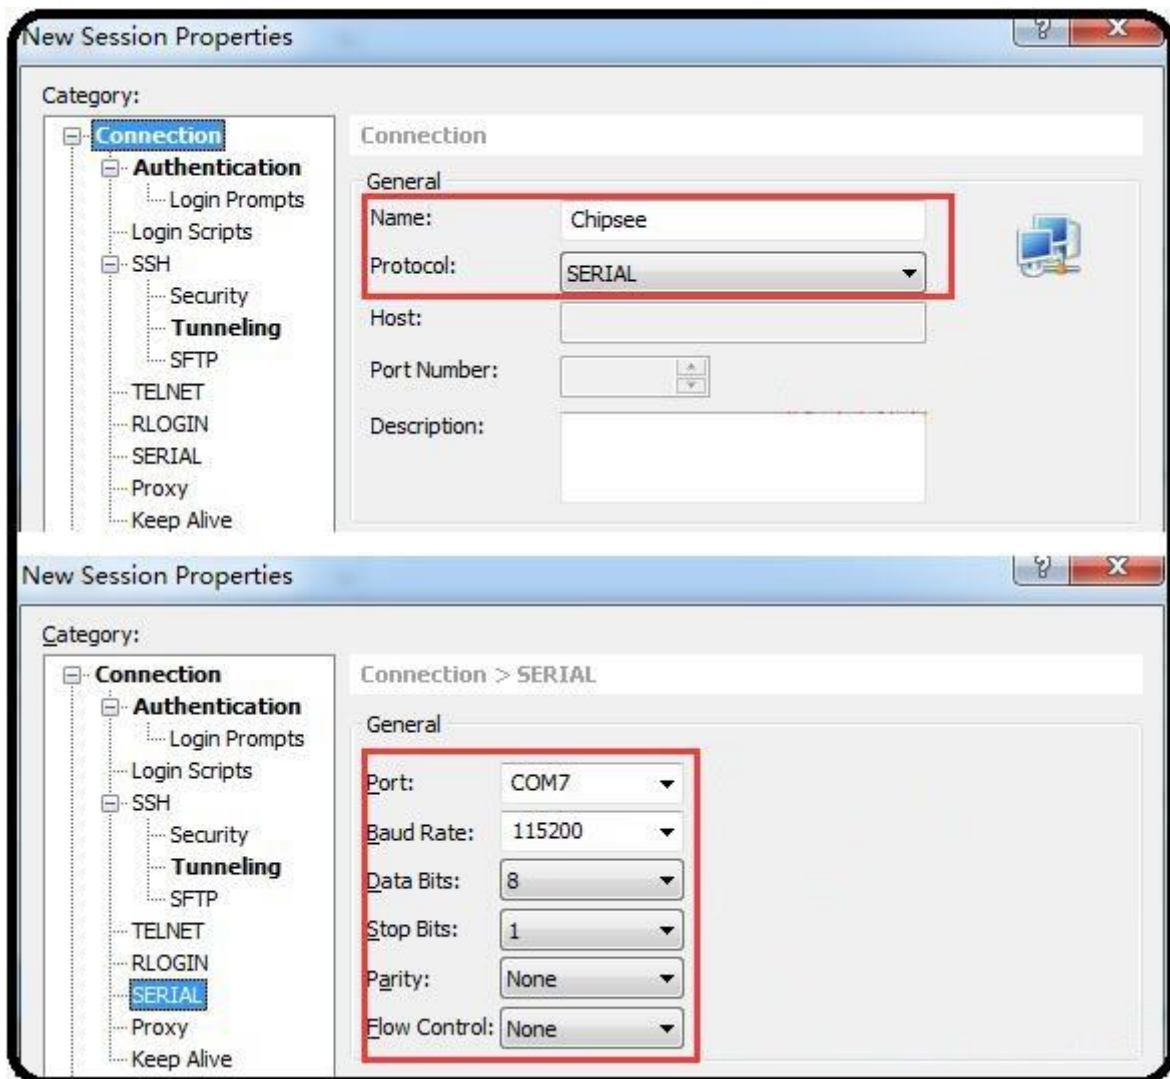 New Session Properties
Category:
Connection
Authentication
Login Prompts
Login Scripts
SSH
Security
Tunneling
SFTP
TELNET
RLOGIN
SERIAL
Proxy
Keep Alive
Connection
General
Name: Chipsee
Protocol: SERIAL
Host:
Port Number:
Description:
New Session Properties
Category:
Connection
Authentication
Login Prompts
Login Scripts
SSH
Security
Tunneling
SFTP
TELNET
RLOGIN
SERIAL
Proxy
Keep Alive
Connection > SERIAL
General
Port: COM7
Baud Rate: 115200
Data Bits: 8
Stop Bits: 1
Parity: None
Flow Control: None